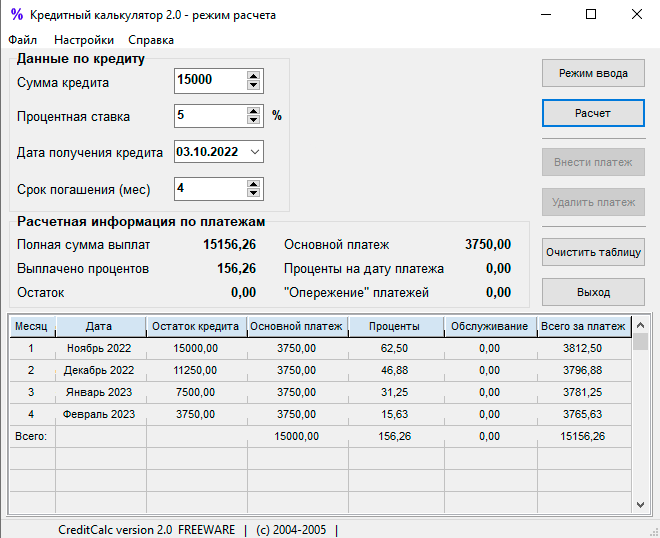 % Кредитный калькулятор 2.0 - режим расчета
Файл Настройки Справка
Данные по кредиту
Сумма кредита 15000
Процентная ставка 5 %
Дата получения кредита 03.10.2022
Срок погашения (мес) 4
Режим ввода
Расчет
Внести платеж
Удалить платеж
Очистить таблицу
Выход
Расчетная информация по платежам
Полная сумма выплат 15156,26 Основной платеж 3750,00
Выплачено процентов 156,26 Проценты на дату платежа 0,00
Остаток 0,00 "Опережение" платежей 0,00
Месяц Дата Остаток кредита Основной платеж Проценты Обслуживание Всего за платеж
1 Ноябрь 2022 15000,00 3750,00 62,50 0,00 3812,50
2 Декабрь 2022 11250,00 3750,00 46,88 0,00 3796,88
3 Январь 2023 7500,00 3750,00 31,25 0,00 3781,25
4 Февраль 2023 3750,00 3750,00 15,63 0,00 3765,63
Всего: 15000,00 156,26 0,00 15156,26
CreditCalc version 2.0 FREEWARE | (c) 2004-2005 |